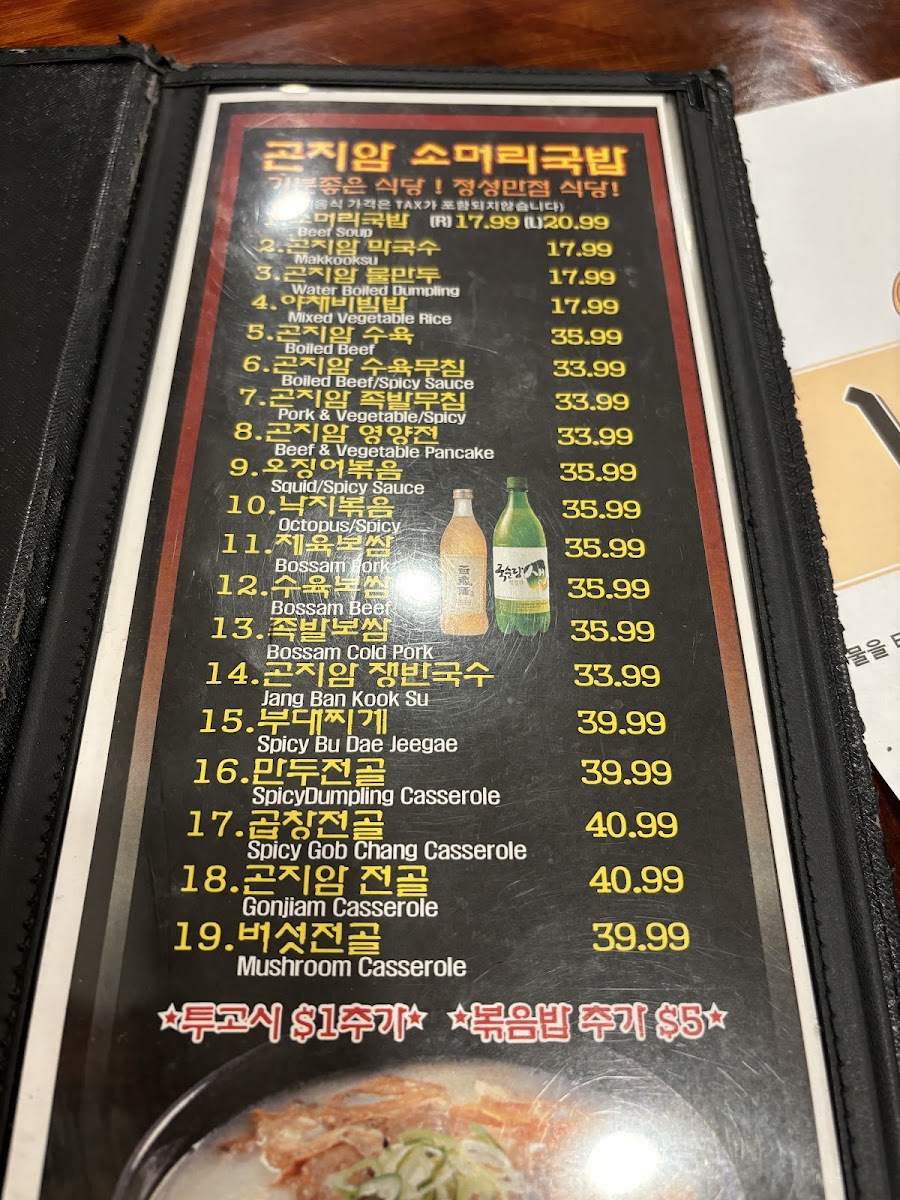 곤지암 소머리국밥
기분좋은 식당! 정성만점 식당!
음식 가격은 TAX가 포함되지않습니다)
소머리국밥 (R)17.99 (L)20.99
Beef Soup
2.곤지암 막국수 17.99
Makkooksu
3.곤지암 물만두 17.99
Water Boiled Dumpling
4.야채비빔밥 17.99
Mixed Vegetable Rice
5.곤지암 수육 35.99
Boiled Beef
6.곤지암 수육무침 33.99
Boiled Beef/Spicy Sauce
7.곤지암 족발무침 33.99
Pork & Vegetable/Spicy
8.곤지암 영양전 33.99
Beef & Vegetable Pancake
9.오징어볶음 35.99
Squid/Spicy Sauce
10.낙지볶음 35.99
Octopus/Spicy
11.제육보쌈 35.99
Bossam Pork
12.수육보쌈 35.99
Bossam Beef
13.족발보쌈 35.99
Bossam Cold Pork
14.곤지암 쟁반국수 33.99
Jang Ban Kook Su
15.부대찌게 39.99
Spicy Bu Dae Jeegae
16.만두전골 39.99
SpicyDumpling Casserole
17.곱창전골 40.99
Spicy Gob Chang Casserole
18.곤지암 전골 40.99
Gonjiam Casserole
19.버섯전골 39.99
Mushroom Casserole
국순당 생
★투고시 $1추가★ ★볶음밥 추가 $5★
물을